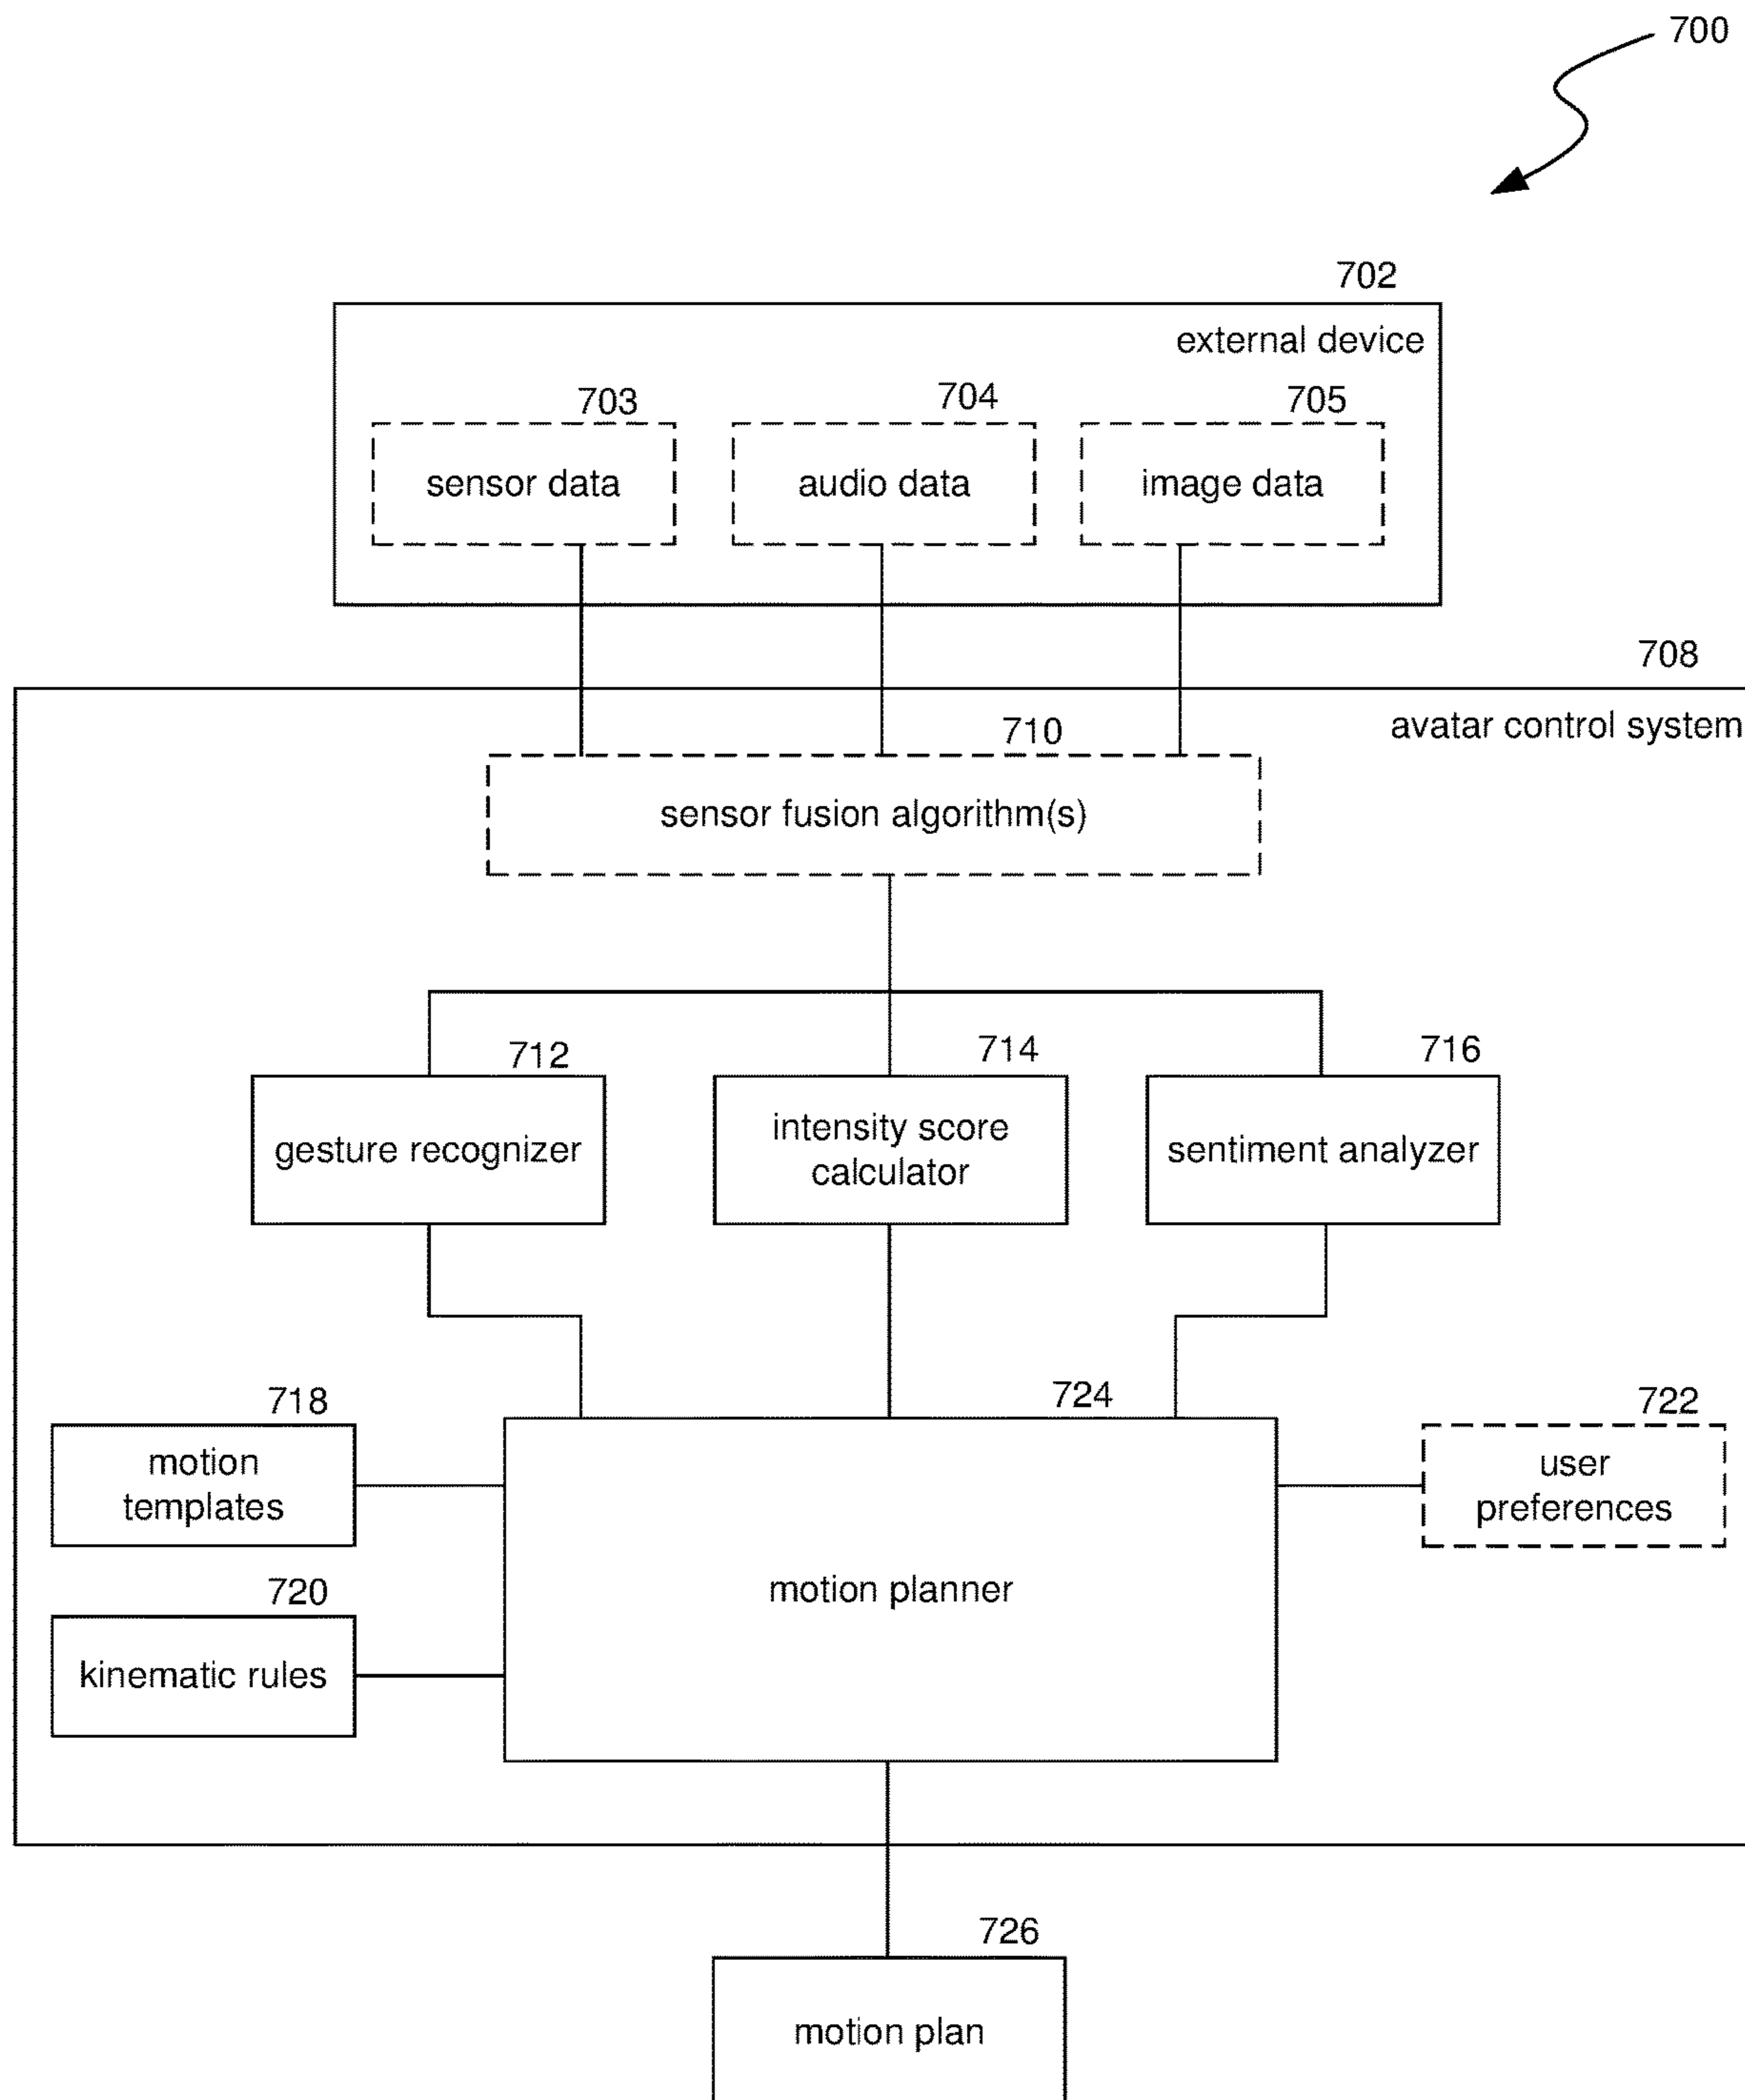 700
702
external device
703
704
705
sensor data
audio data
image data
708
avatar control system
710
sensor fusion algorithm(s)
712
714
716
gesture recognizer
intensity score
calculator
sentiment analyzer
718
724
722
motion
templates
user
preferences
720
motion planner
kinematic rules
726
motion plan